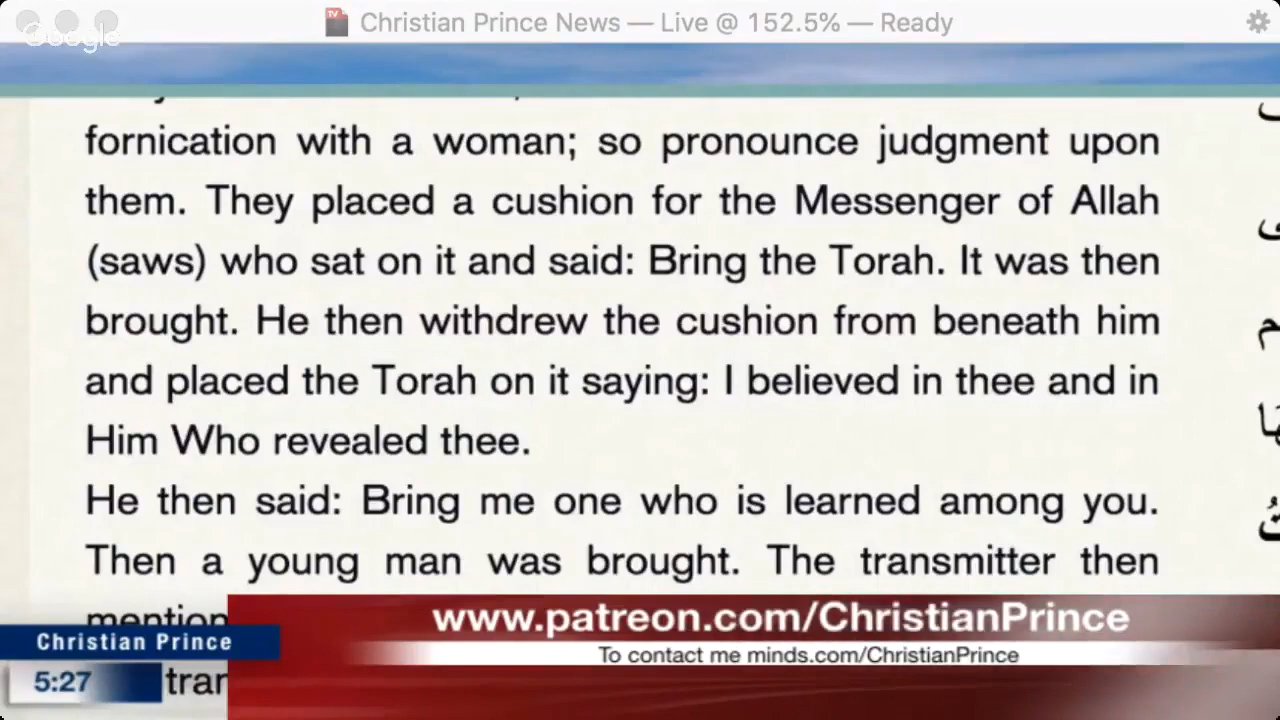 Christian Prince News — Live @ 152.5% — Ready
Google
fornication with a woman; so pronounce judgment upon
them. They placed a cushion for the Messenger of Allah
(saws) who sat on it and said: Bring the Torah. It was then
brought. He then withdrew the cushion from beneath him
and placed the Torah on it saying: I believed in thee and in
Him Who revealed thee.
He then said: Bring me one who is learned among you.
Then a young man was brought. The transmitter then
www.patreon.com/ChristianPrince
Christian Prince
To contact me minds.com/ChristianPrince
5:27